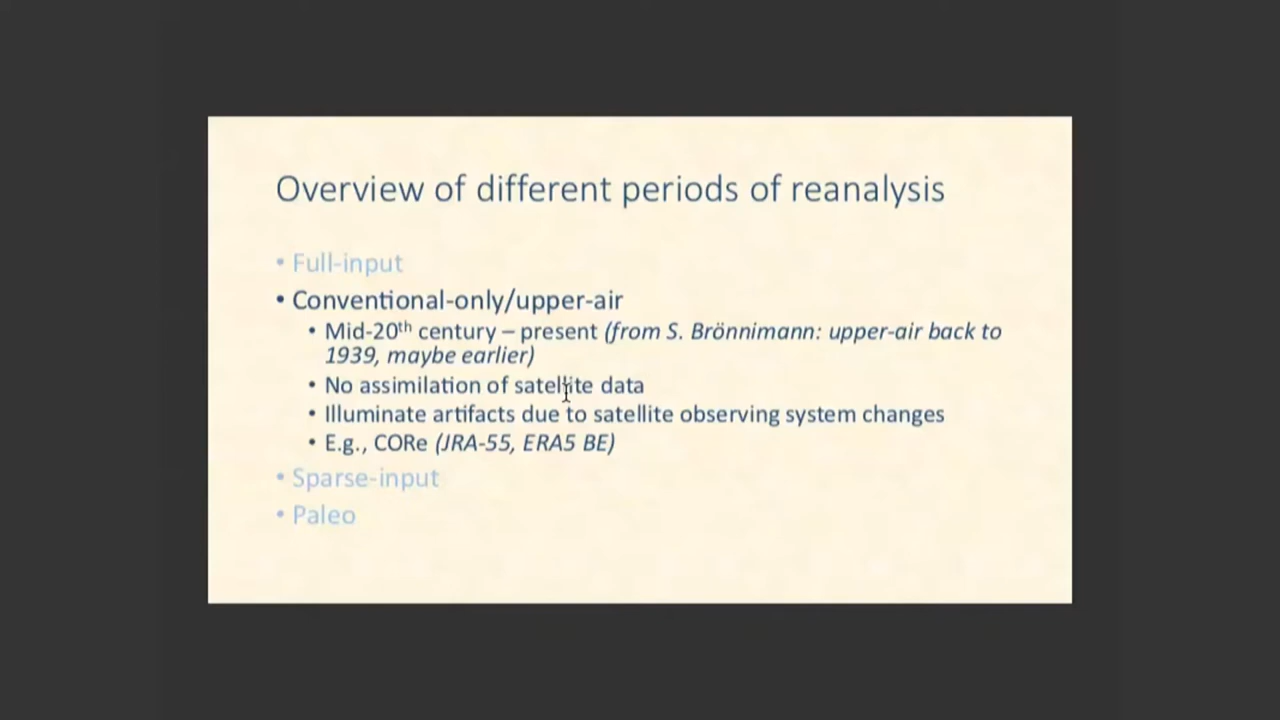 Overview of different periods of reanalysis
• Full-input
• Conventional-only/upper-air
• Mid-20th century – present (from S. Brönnimann: upper-air back to
1939, maybe earlier)
• No assimilation of satellite data
• Illuminate artifacts due to satellite observing system changes
• E.g., CORe (JRA-55, ERA5 BE)
• Sparse-input
• Paleo